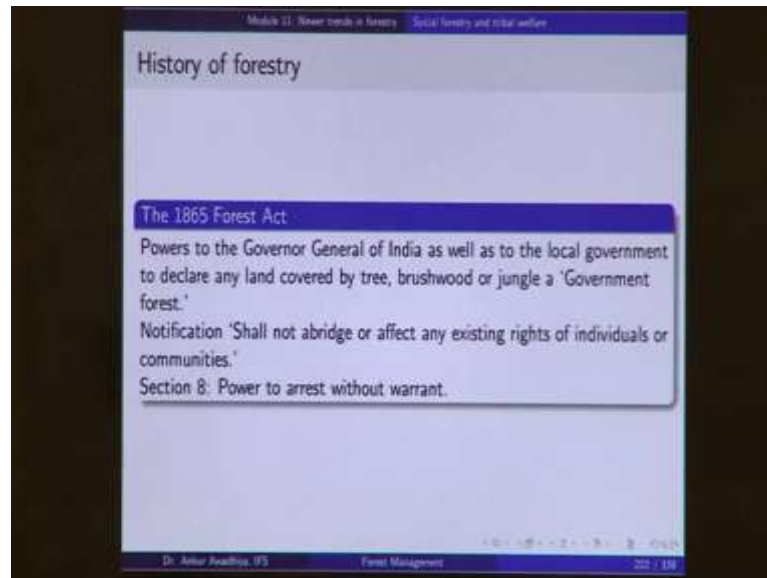 Module 11: Newer trends in forestry Social forestry and tribal welfare
History of forestry
The 1865 Forest Act
Powers to the Governor General of India as well as to the local government
to declare any land covered by tree, brushwood or jungle a 'Government
forest.'
Notification 'Shall not abridge or affect any existing rights of individuals or
communities.'
Section 8: Power to arrest without warrant.
Dr. Ankur Awadhiya, IFS Forest Management